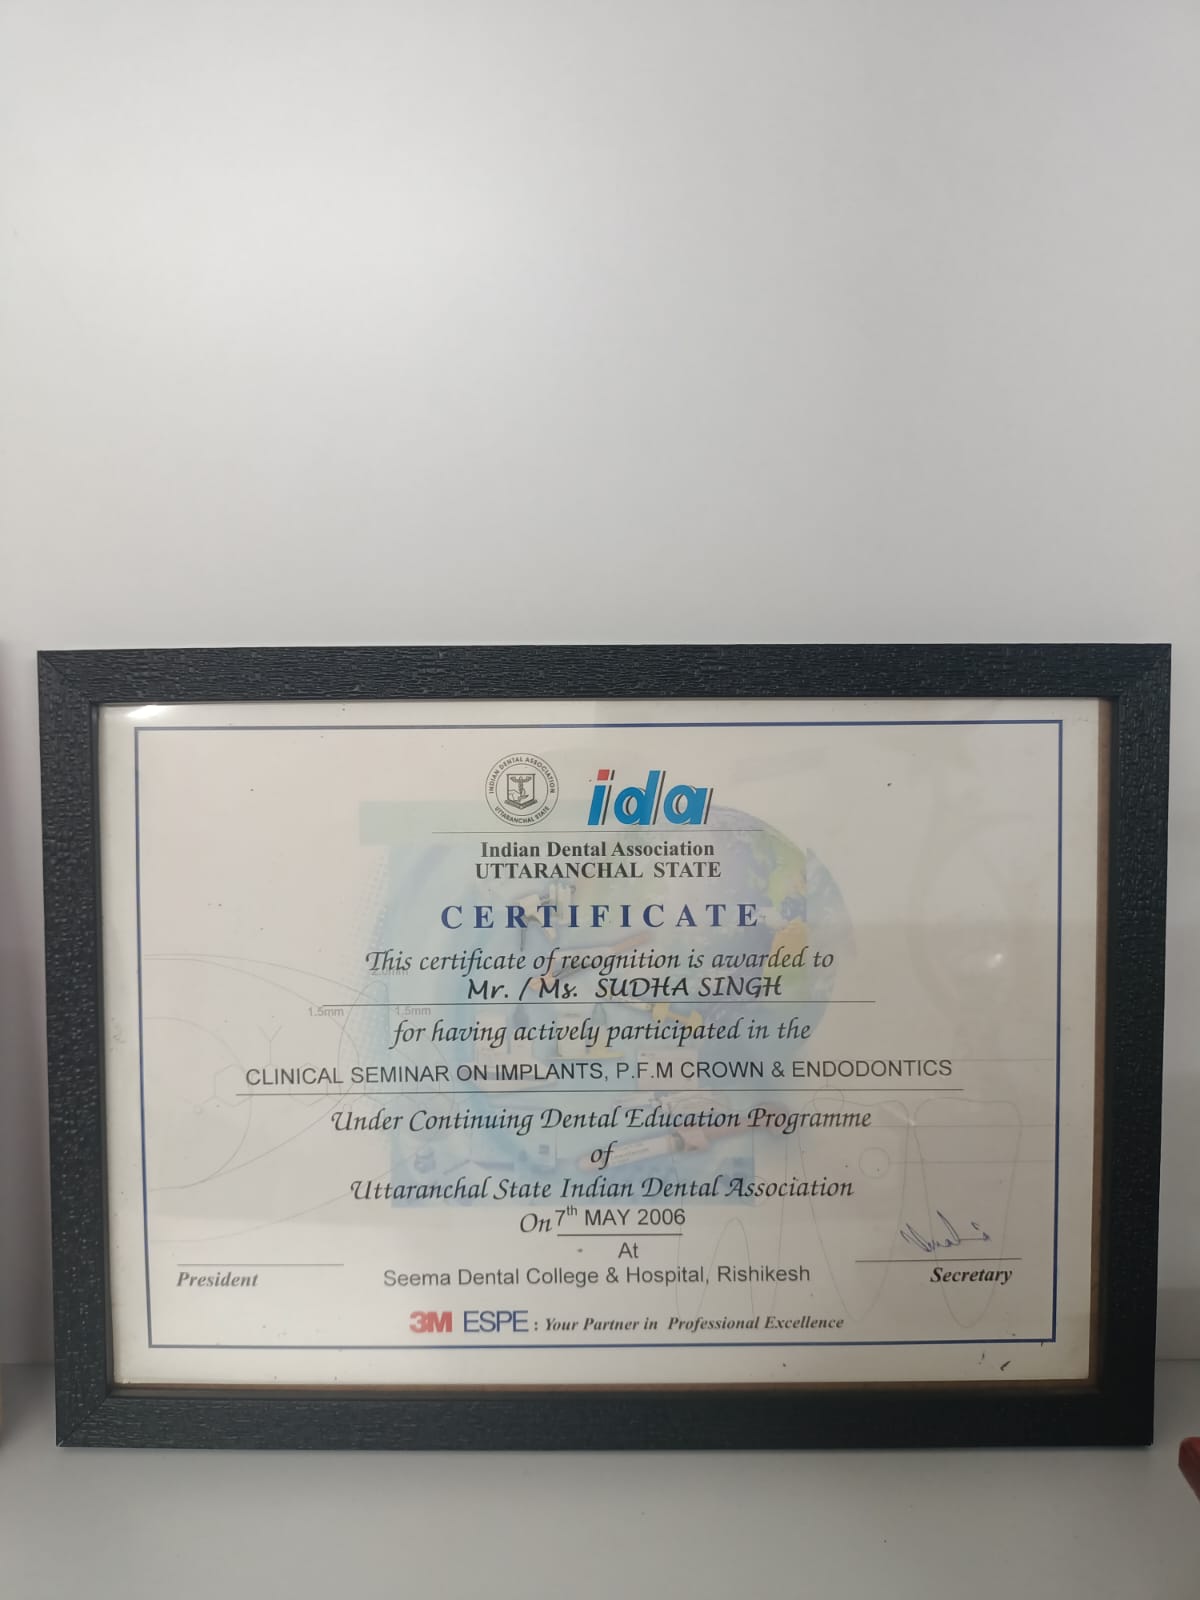 INDIAN DENTAL ASSOCIATION
UTTARANCHAL STATE
ida
Indian Dental Association
UTTARANCHAL STATE
CERTIFICATE
This certificate of recognition is awarded to
Mr. / Ms. SUDHA SINGH
1.5mm 1.5mm
for having actively participated in the
CLINICAL SEMINAR ON IMPLANTS, P.F.M CROWN & ENDODONTICS
Under Continuing Dental Education Programme
of
Uttaranchal State Indian Dental Association
On 7th MAY 2006
At
Seema Dental College & Hospital, Rishikesh
President
Secretary
3M ESPE : Your Partner in Professional Excellence